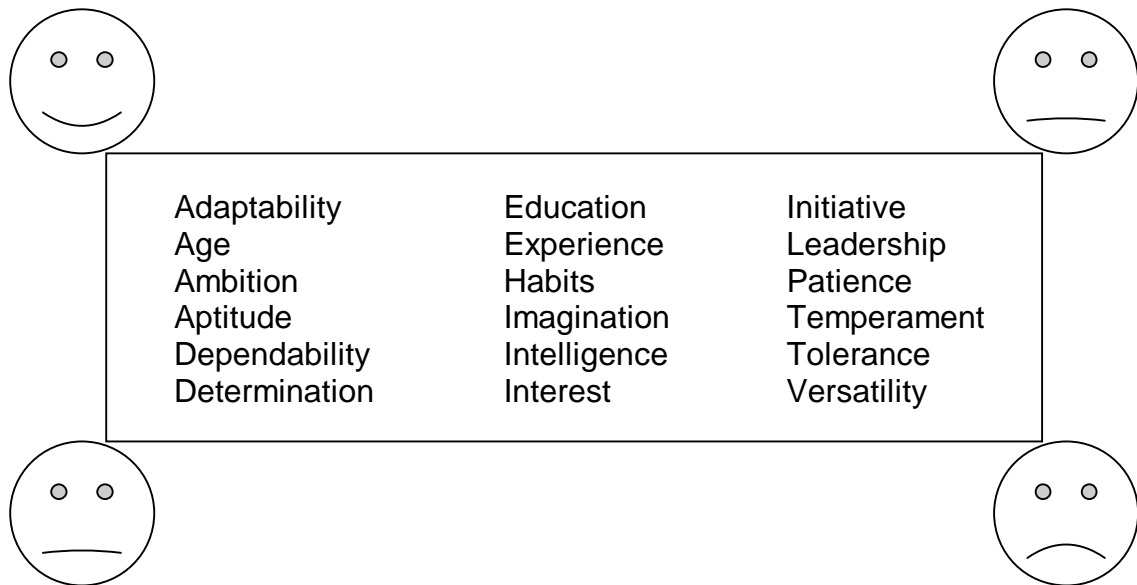 Adaptability
Age
Ambition
Aptitude
Dependability
Determination
Education
Experience
Habits
Imagination
Intelligence
Interest
Initiative
Leadership
Patience
Temperament
Tolerance
Versatility